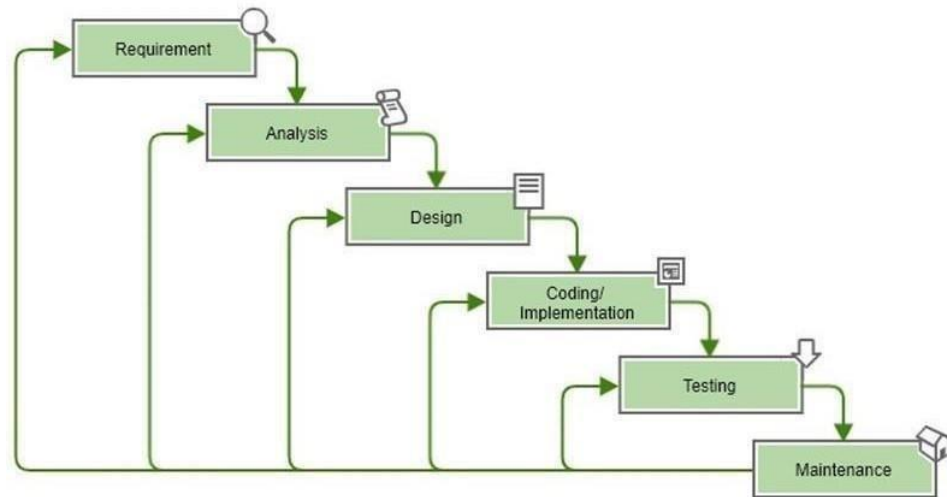 Requirement
Analysis
Design
Coding/
Implementation
Testing
Maintenance